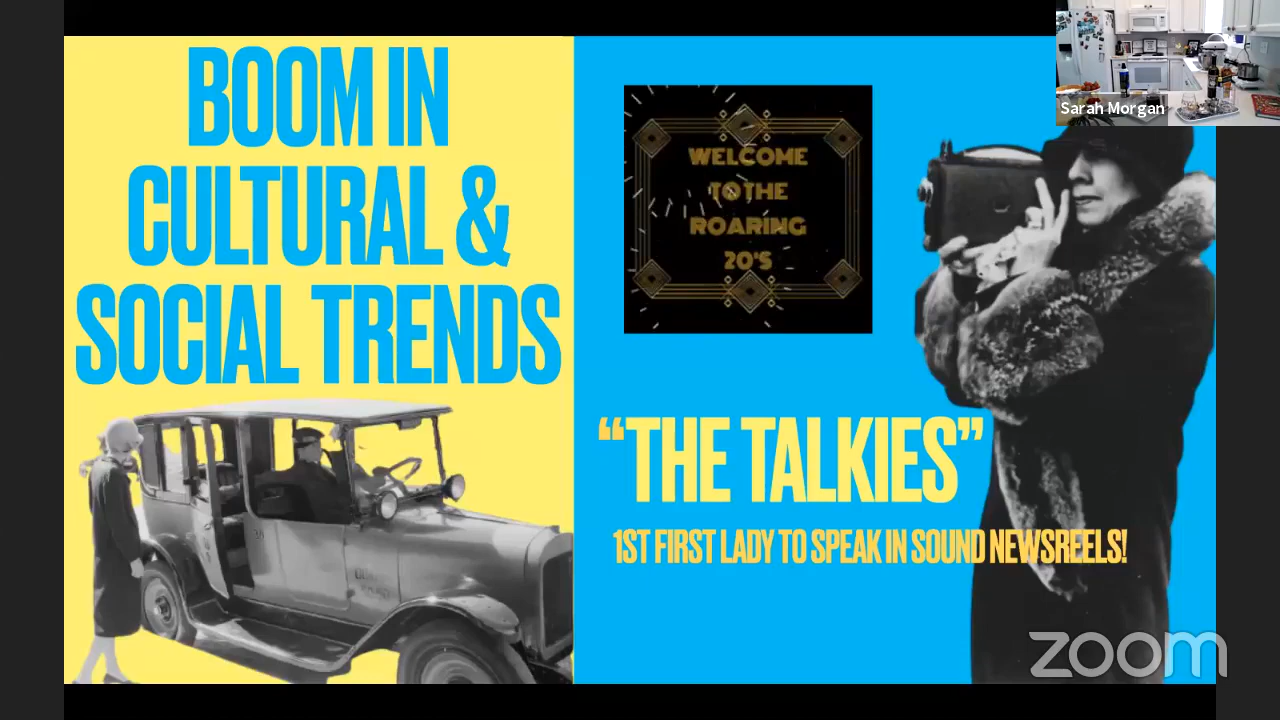 BOOM IN
CULTURAL &
SOCIAL TRENDS
WELCOME
TO THE
ROARING
20'S
"THE TALKIES"
1ST FIRST LADY TO SPEAK IN SOUND NEWSREELS!
Sarah Morgan
zoom